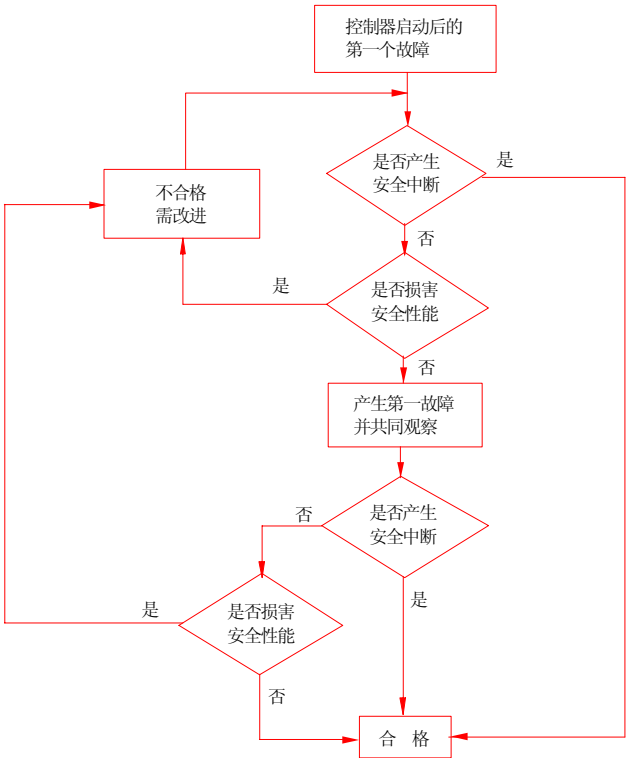 控制器启动后的
第一个故障
是否产生
安全中断
是
不合格
需改进
否
是否损害
安全性能
是
否
产生第一故障
并共同观察
是否产生
安全中断
否
是
是否损害
安全性能
是
否
合 格